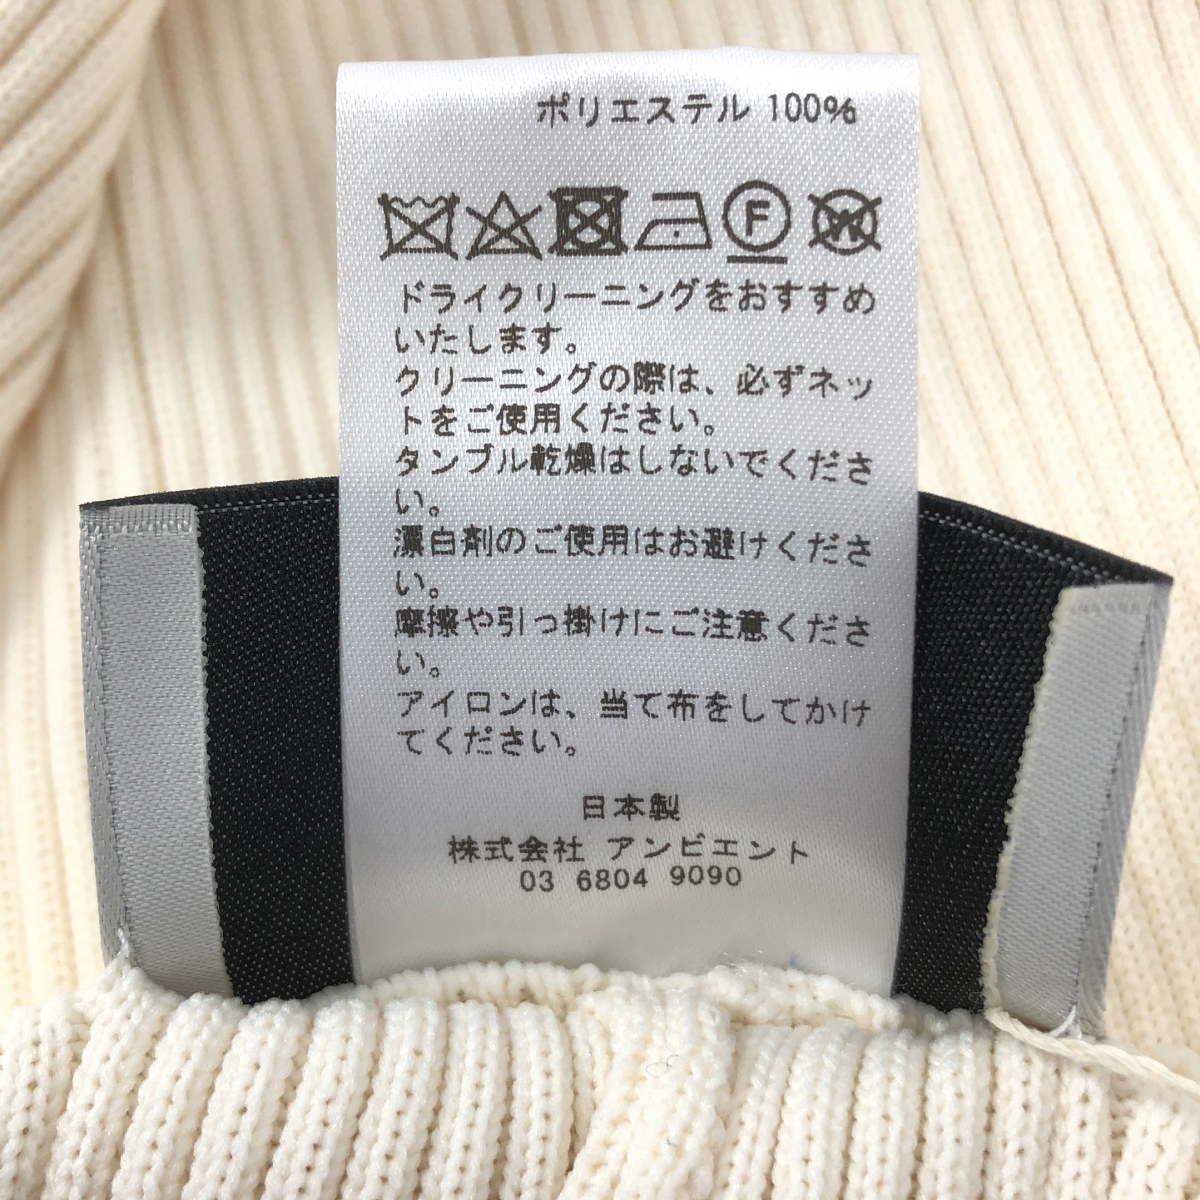 ポリエステル 100%
F W
ドライクリーニングをおすすめ
いたします。
クリーニングの際は、必ずネッ
トをご使用ください。
タンブル乾燥はしないでくださ
い。
漂白剤のご使用はお避けくださ
い。
摩擦や引っ掛けにご注意くださ
い。
アイロンは、当て布をしてかけ
てください。
日本製
株式会社 アンビエント
03 6804 9090